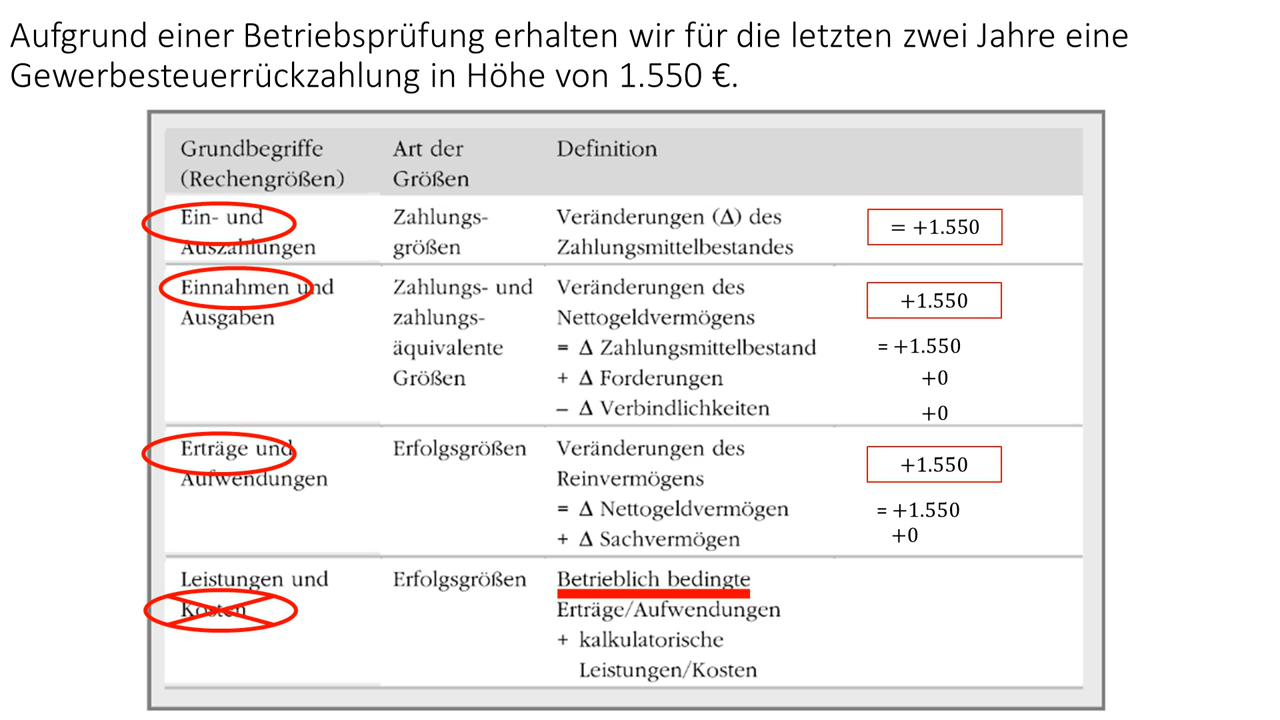 Aufgrund einer Betriebsprüfung erhalten wir für die letzten zwei Jahre eine
Gewerbesteuerrückzahlung in Höhe von 1.550 €.
Grundbegriffe Art der Definition
(Rechengrößen) Größen
Ein- und Zahlungs- Veränderungen (Δ) des = +1.550
Auszahlungen größen Zahlungsmittelbestandes
Einnahmen und Zahlungs- und Veränderungen des +1.550
Ausgaben zahlungs- Nettogeldvermögens
äquivalente = Δ Zahlungsmittelbestand = +1.550
Größen + Δ Forderungen +0
– Δ Verbindlichkeiten +0
Erträge und Erfolgsgrößen Veränderungen des +1.550
Aufwendungen Reinvermögens
= Δ Nettogeldvermögen = +1.550
+ Δ Sachvermögen +0
Leistungen und Erfolgsgrößen Betrieblich bedingte
Kosten Erträge/Aufwendungen
+ kalkulatorische
Leistungen/Kosten